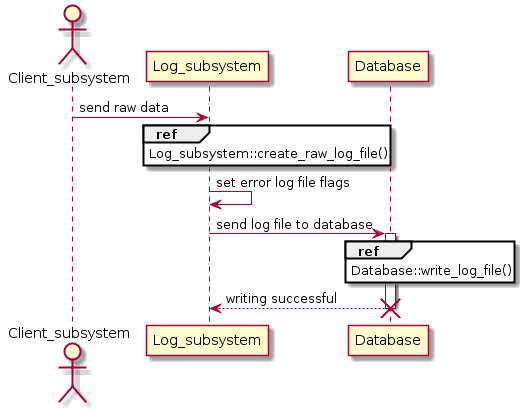 Client_subsystem
Log_subsystem
Database
send raw data
ref
Log_subsystem::create_raw_log_file()
set error log file flags
send log file to database
ref
Database::write_log_file()
writing successful
Client_subsystem
Log_subsystem
Database